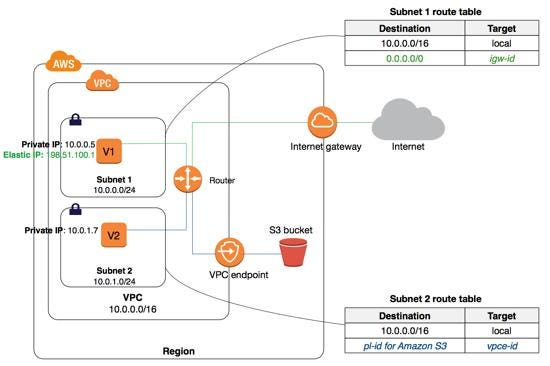 Subnet 1 route table
Destination Target
10.0.0.0/16 local
0.0.0.0/0 igw-id
AWS
VPC
Private IP: 10.0.0.5
Elastic IP: 198.51.100.1
V1
Subnet 1
10.0.0.0/24
Router
Internet gateway
Internet
Private IP: 10.0.1.7
V2
Subnet 2
10.0.1.0/24
S3 bucket
VPC endpoint
VPC
10.0.0.0/16
Region
Subnet 2 route table
Destination Target
10.0.0.0/16 local
pl-id for Amazon S3 vpce-id